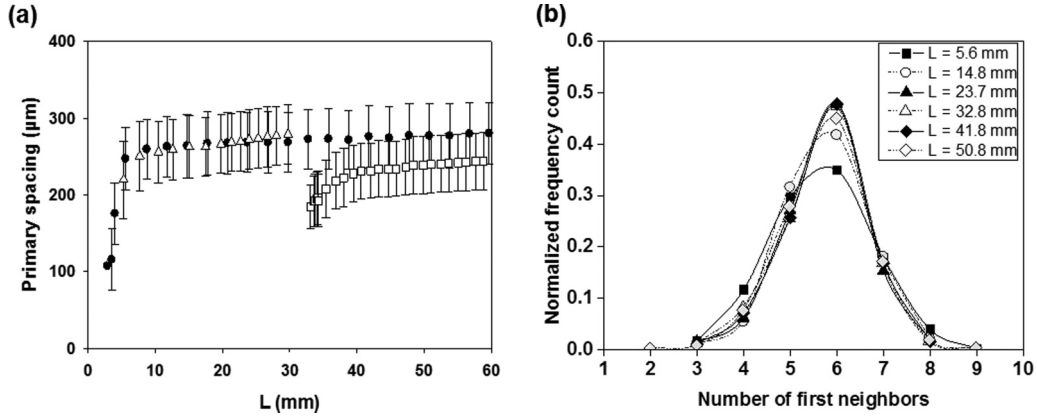 (a)
400
300
200
100
0
Primary spacing (µm)
0 10 20 30 40 50 60
L (mm)
(b)
0.6
0.5
0.4
0.3
0.2
0.1
0.0
Normalized frequency count
L = 5.6 mm
L = 14.8 mm
L = 23.7 mm
L = 32.8 mm
L = 41.8 mm
L = 50.8 mm
1 2 3 4 5 6 7 8 9 10
Number of first neighbors